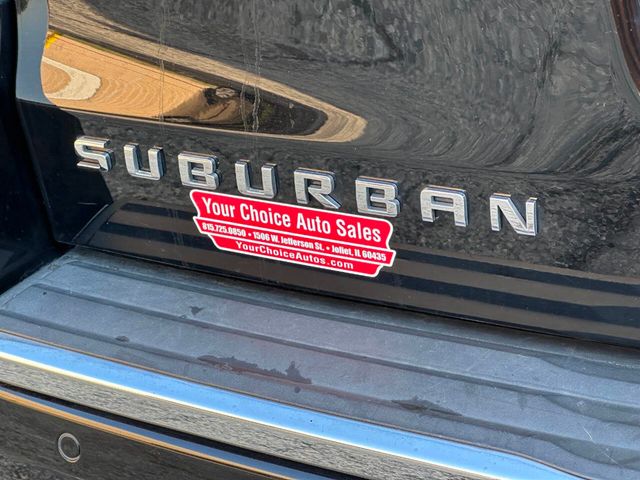 SUBURBAN
Your Choice Auto Sales
815.725.0850 • 1506 W. Jefferson St. • Joliet, IL 60435
YourChoiceAutos.com